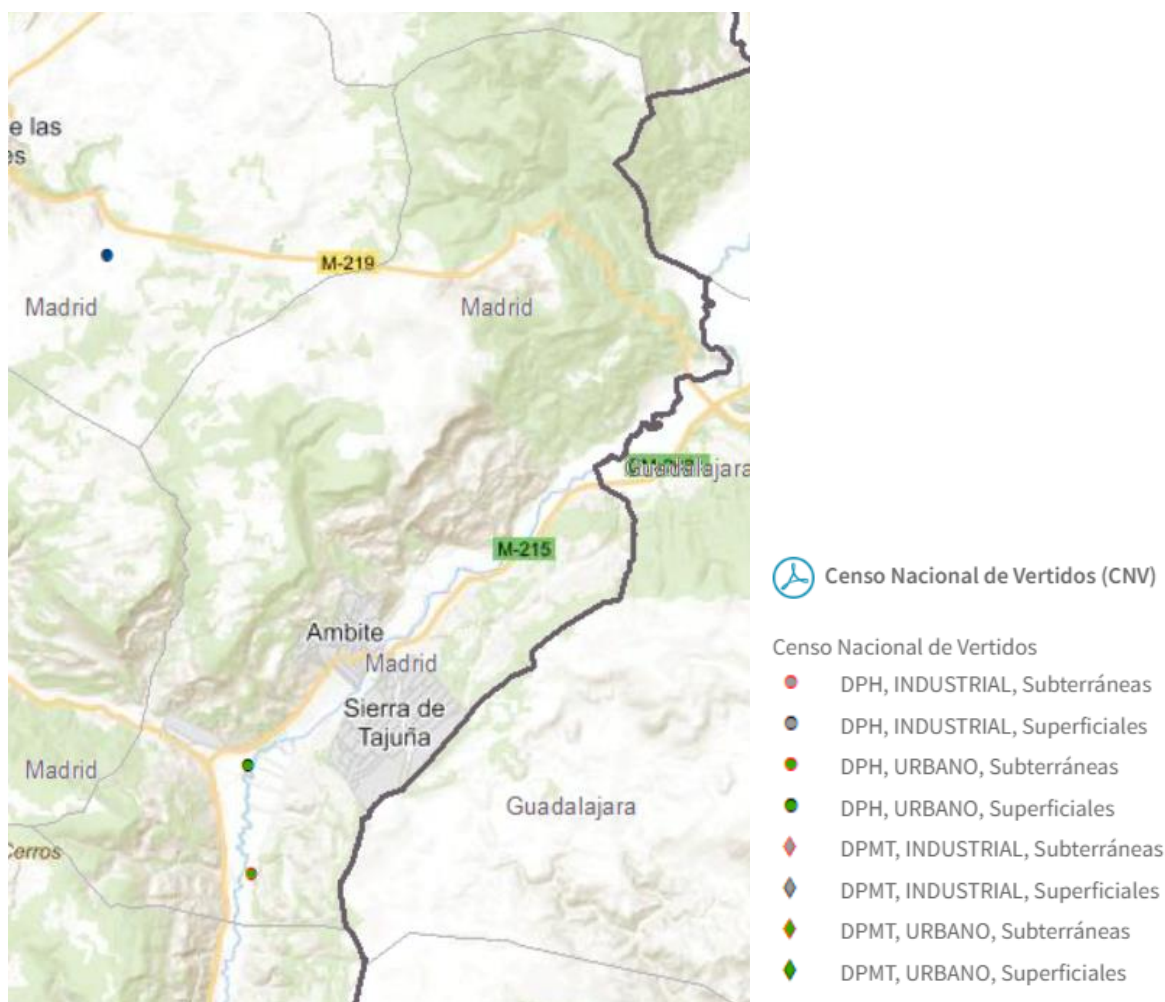 e las
es
M-219
Madrid
Madrid
Guadalajara
M-215
Ambite
Madrid
Sierra de
Tajuña
Madrid
Guadalajara
Cerros
Censo Nacional de Vertidos (CNV)
Censo Nacional de Vertidos
DPH, INDUSTRIAL, Subterráneas
DPH, INDUSTRIAL, Superficiales
DPH, URBANO, Subterráneas
DPH, URBANO, Superficiales
DPMT, INDUSTRIAL, Subterráneas
DPMT, INDUSTRIAL, Superficiales
DPMT, URBANO, Subterráneas
DPMT, URBANO, Superficiales